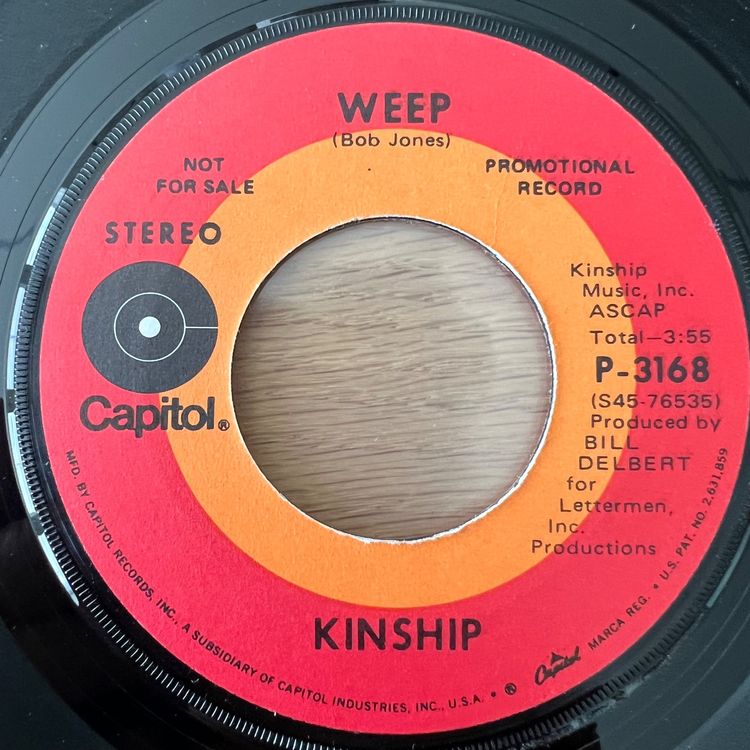 WEEP
(Bob Jones)
NOT
FOR SALE
PROMOTIONAL
RECORD
STEREO
Capitol®
Kinship
Music, Inc.
ASCAP
Total—3:55
P-3168
(S45-76535)
Produced by
BILL
DELBERT
for
Lettermen,
Inc.
Productions
KINSHIP
MFD. BY CAPITOL RECORDS, INC., A SUBSIDIARY OF CAPITOL INDUSTRIES, INC., U.S.A. • ® Capitol MARCA REG. • U.S. PAT. NO. 2,631,859